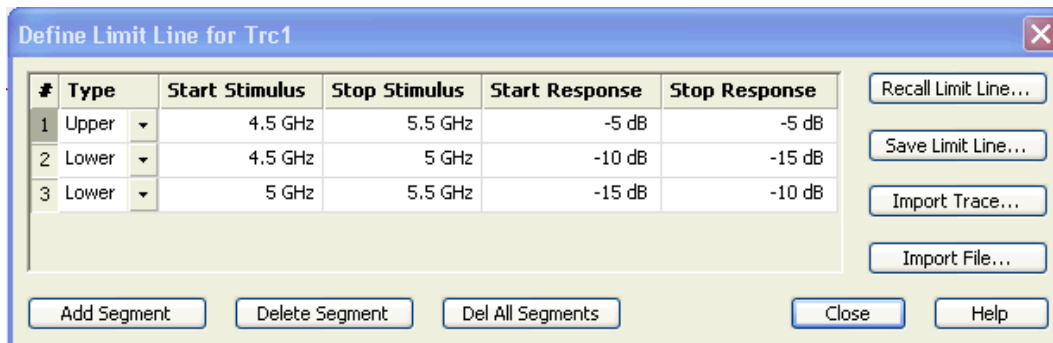 Define Limit Line for Trc1
# Type Start Stimulus Stop Stimulus Start Response Stop Response
1 Upper 4.5 GHz 5.5 GHz -5 dB -5 dB
2 Lower 4.5 GHz 5 GHz -10 dB -15 dB
3 Lower 5 GHz 5.5 GHz -15 dB -10 dB
Recall Limit Line...
Save Limit Line...
Import Trace...
Import File...
Add Segment Delete Segment Del All Segments Close Help